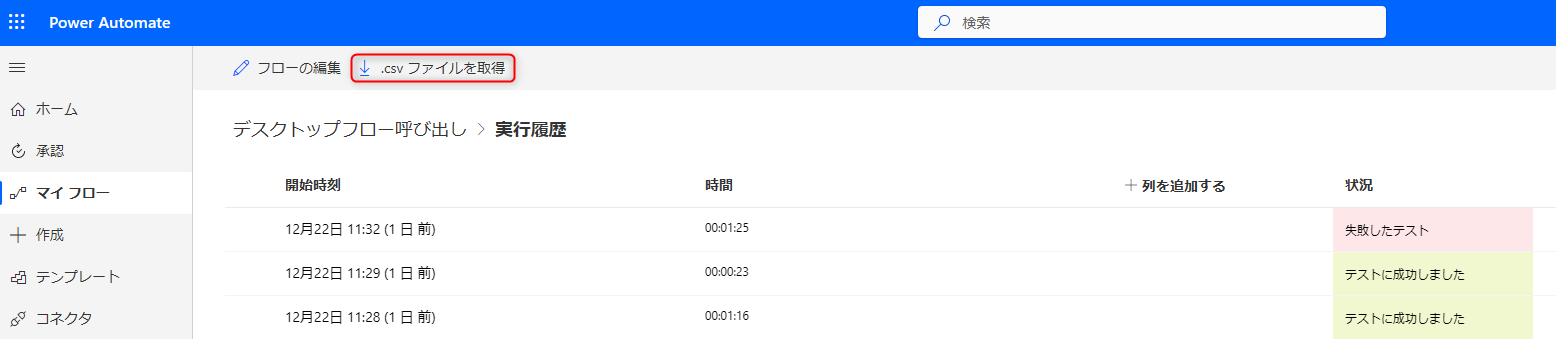 Power Automate
検索
フローの編集
.csv ファイルを取得
ホーム
承認
マイ フロー
作成
テンプレート
コネクタ
デスクトップフロー呼び出し > 実行履歴
開始時刻 時間 + 列を追加する 状況
12月22日 11:32 (1 日 前) 00:01:25 失敗したテスト
12月22日 11:29 (1 日 前) 00:00:23 テストに成功しました
12月22日 11:28 (1 日 前) 00:01:16 テストに成功しました